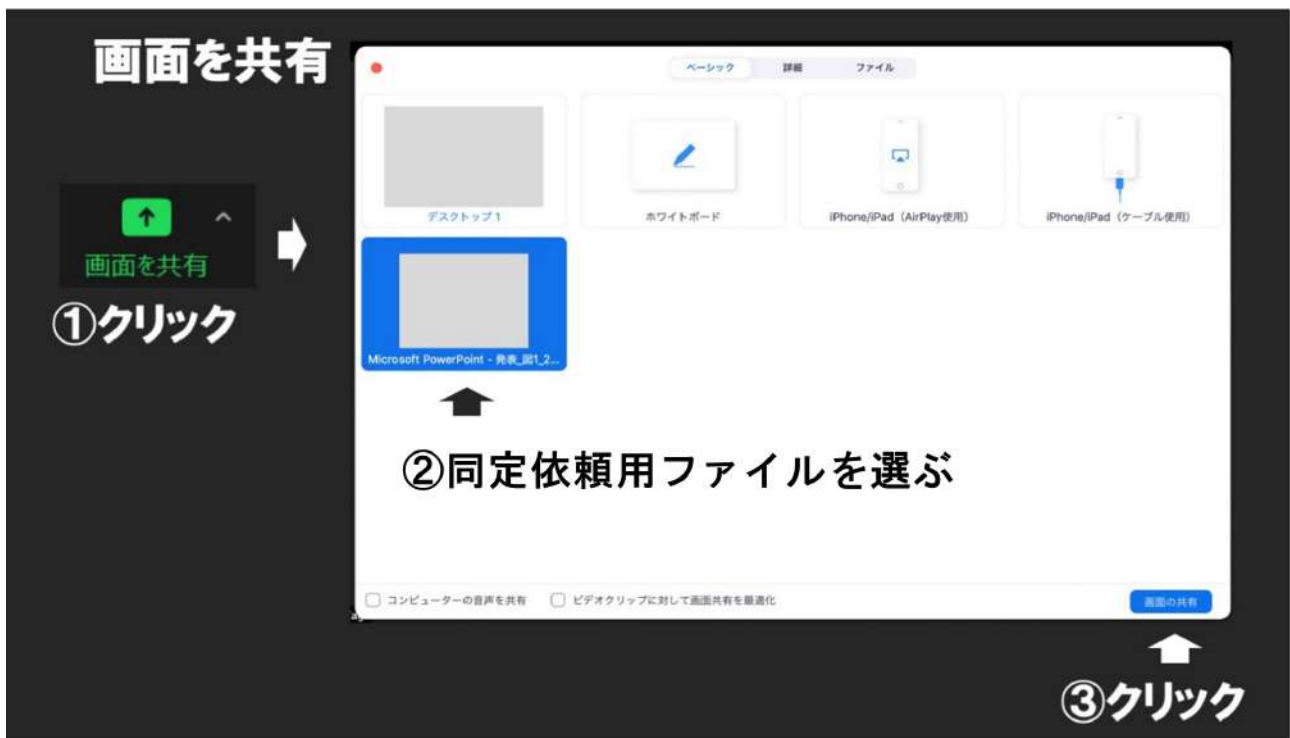 画面を共有
ベーシック 詳細 ファイル
デスクトップ 1
ホワイトボード
iPhone/iPad（AirPlay使用）
iPhone/iPad（ケーブル使用）
画面を共有
①クリック
Microsoft PowerPoint - 発表_図1_2...
②同定依頼用ファイルを選ぶ
コンピューターの音声を共有
ビデオクリップに対して画面共有を最適化
画面の共有
③クリック